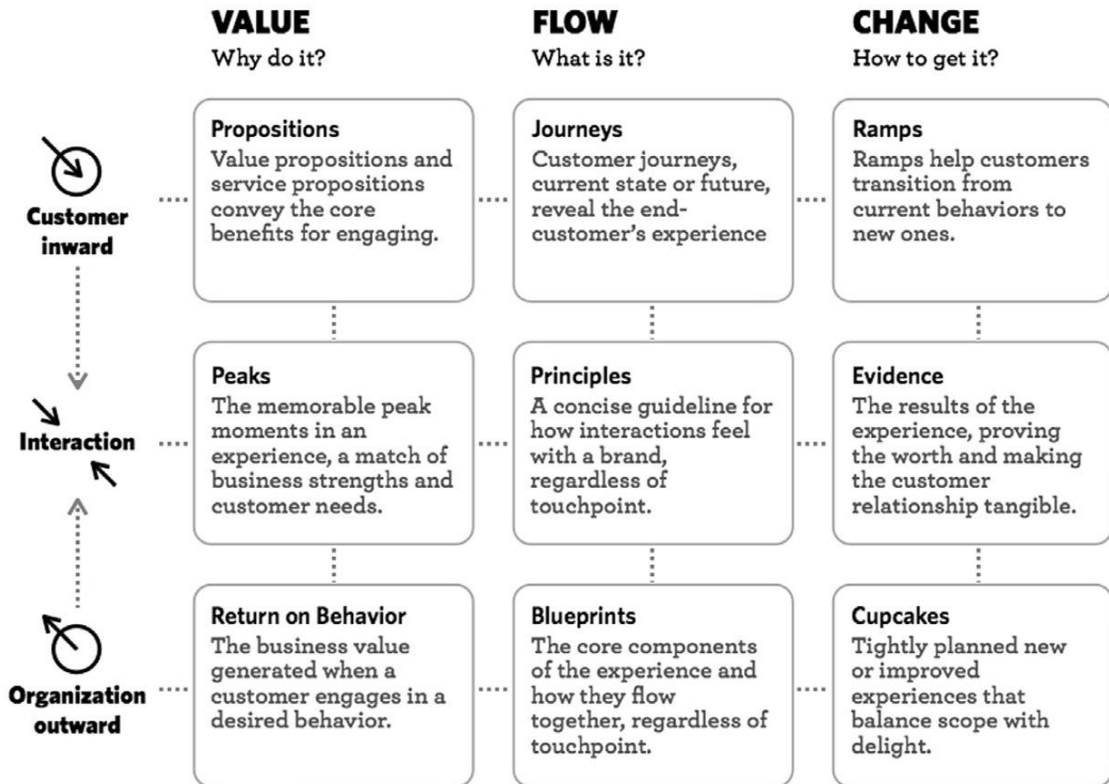 VALUE
Why do it?
FLOW
What is it?
CHANGE
How to get it?
Customer
inward
Propositions
Value propositions and
service propositions
convey the core
benefits for engaging.
Journeys
Customer journeys,
current state or future,
reveal the end-
customer’s experience
Ramps
Ramps help customers
transition from
current behaviors to
new ones.
Interaction
Peaks
The memorable peak
moments in an
experience, a match of
business strengths and
customer needs.
Principles
A concise guideline for
how interactions feel
with a brand,
regardless of
touchpoint.
Evidence
The results of the
experience, proving
the worth and making
the customer
relationship tangible.
Organization
outward
Return on Behavior
The business value
generated when a
customer engages in a
desired behavior.
Blueprints
The core components
of the experience and
how they flow
together, regardless of
touchpoint.
Cupcakes
Tightly planned new
or improved
experiences that
balance scope with
delight.